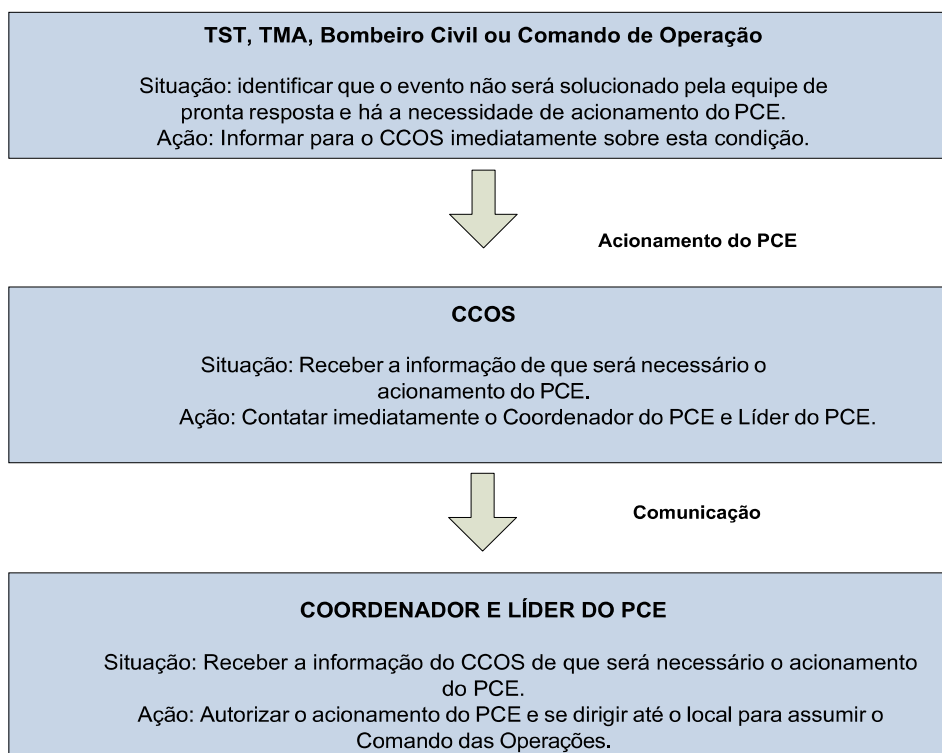 TST, TMA, Bombeiro Civil ou Comando de Operação
Situação: identificar que o evento não será solucionado pela equipe de
pronta resposta e há a necessidade de acionamento do PCE.
Ação: Informar para o CCOS imediatamente sobre esta condição.
Acionamento do PCE
CCOS
Situação: Receber a informação de que será necessário o
acionamento do PCE.
Ação: Contatar imediatamente o Coordenador do PCE e Líder do PCE.
Comunicação
COORDENADOR E LÍDER DO PCE
Situação: Receber a informação do CCOS de que será necessário o acionamento
do PCE.
Ação: Autorizar o acionamento do PCE e se dirigir até o local para assumir o
Comando das Operações.